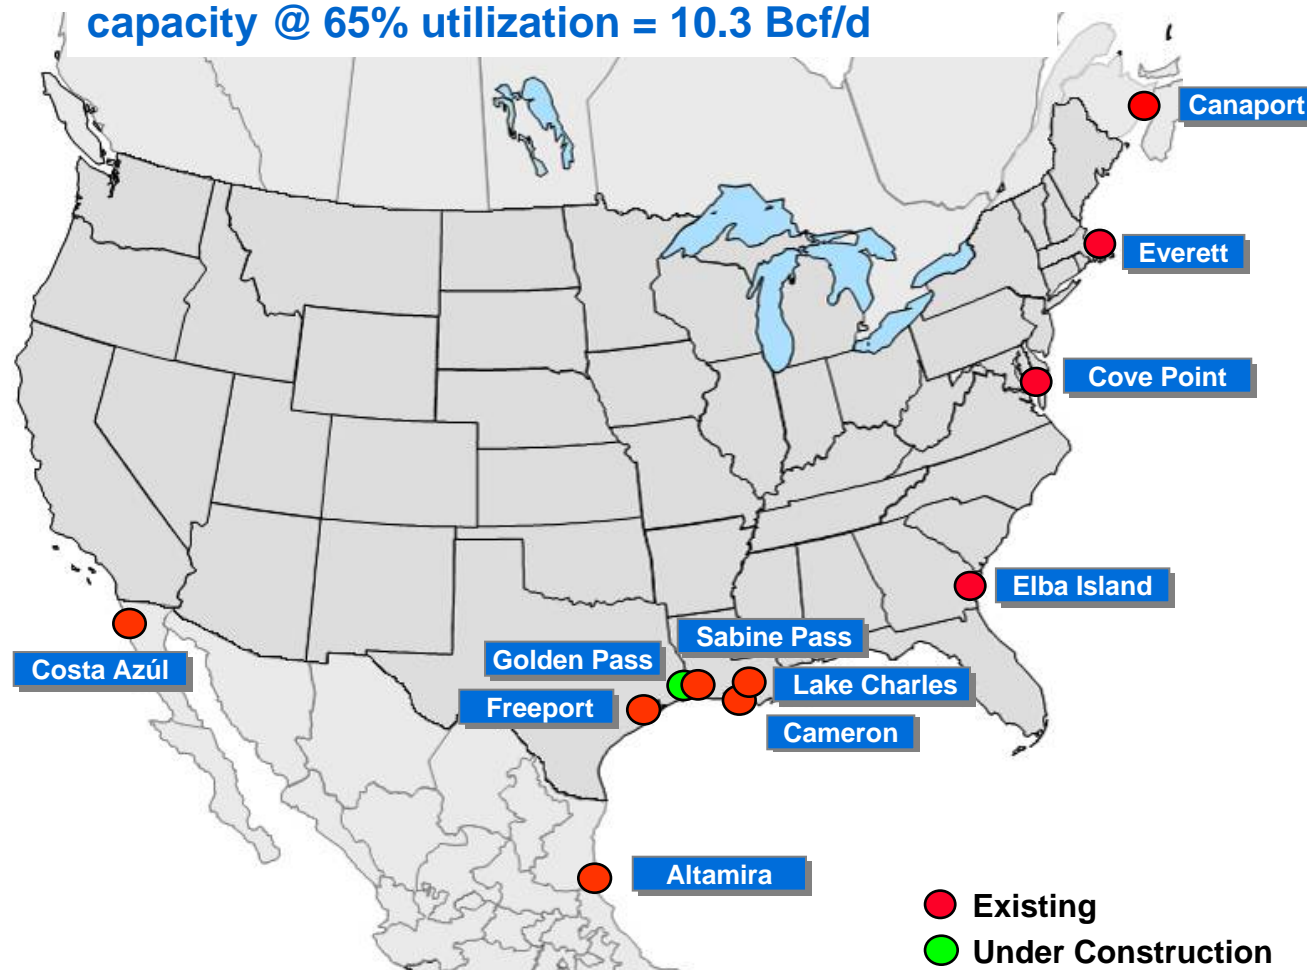 capacity @ 65% utilization = 10.3 Bcf/d
Canaport
Everett
Cove Point
Elba Island
Sabine Pass
Golden Pass
Costa Azúl
Lake Charles
Freeport
Cameron
Altamira
Existing
Under Construction